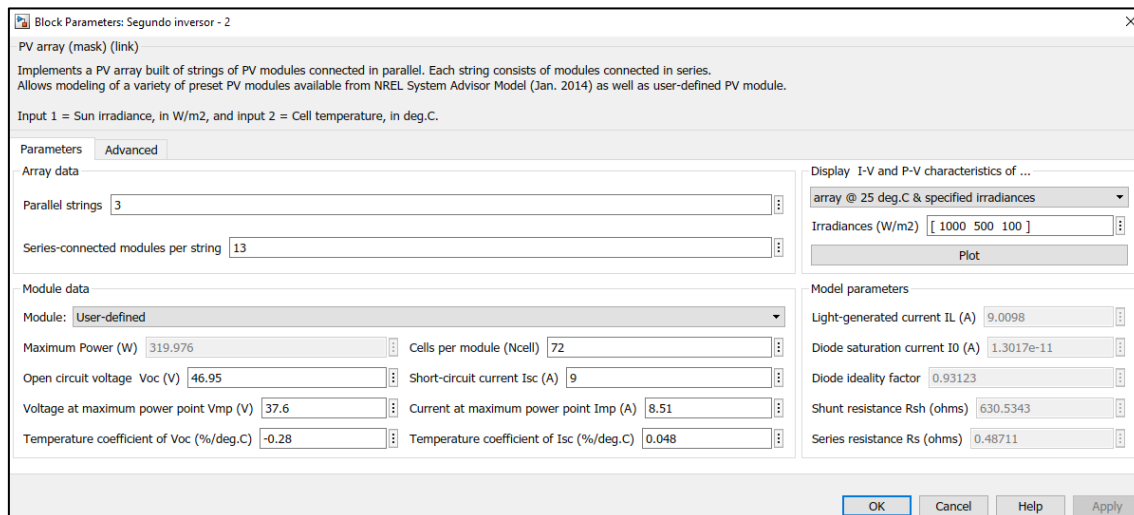 Block Parameters: Segundo inversor - 2
PV array (mask) (link)
Implements a PV array built of strings of PV modules connected in parallel. Each string consists of modules connected in series.
Allows modeling of a variety of preset PV modules available from NREL System Advisor Model (Jan. 2014) as well as user-defined PV module.
Input 1 = Sun irradiance, in W/m2, and input 2 = Cell temperature, in deg.C.
Parameters Advanced
Array data
Parallel strings 3
Series-connected modules per string 13
Display I-V and P-V characteristics of ...
array @ 25 deg.C & specified irradiances
Irradiances (W/m2) [ 1000 500 100 ]
Plot
Module data
Module: User-defined
Maximum Power (W) 319.976 Cells per module (Ncell) 72
Open circuit voltage Voc (V) 46.95 Short-circuit current Isc (A) 9
Voltage at maximum power point Vmp (V) 37.6 Current at maximum power point Imp (A) 8.51
Temperature coefficient of Voc (%/deg.C) -0.28 Temperature coefficient of Isc (%/deg.C) 0.048
Model parameters
Light-generated current IL (A) 9.0098
Diode saturation current I0 (A) 1.3017e-11
Diode ideality factor 0.93123
Shunt resistance Rsh (ohms) 630.5343
Series resistance Rs (ohms) 0.48711
OK Cancel Help Apply